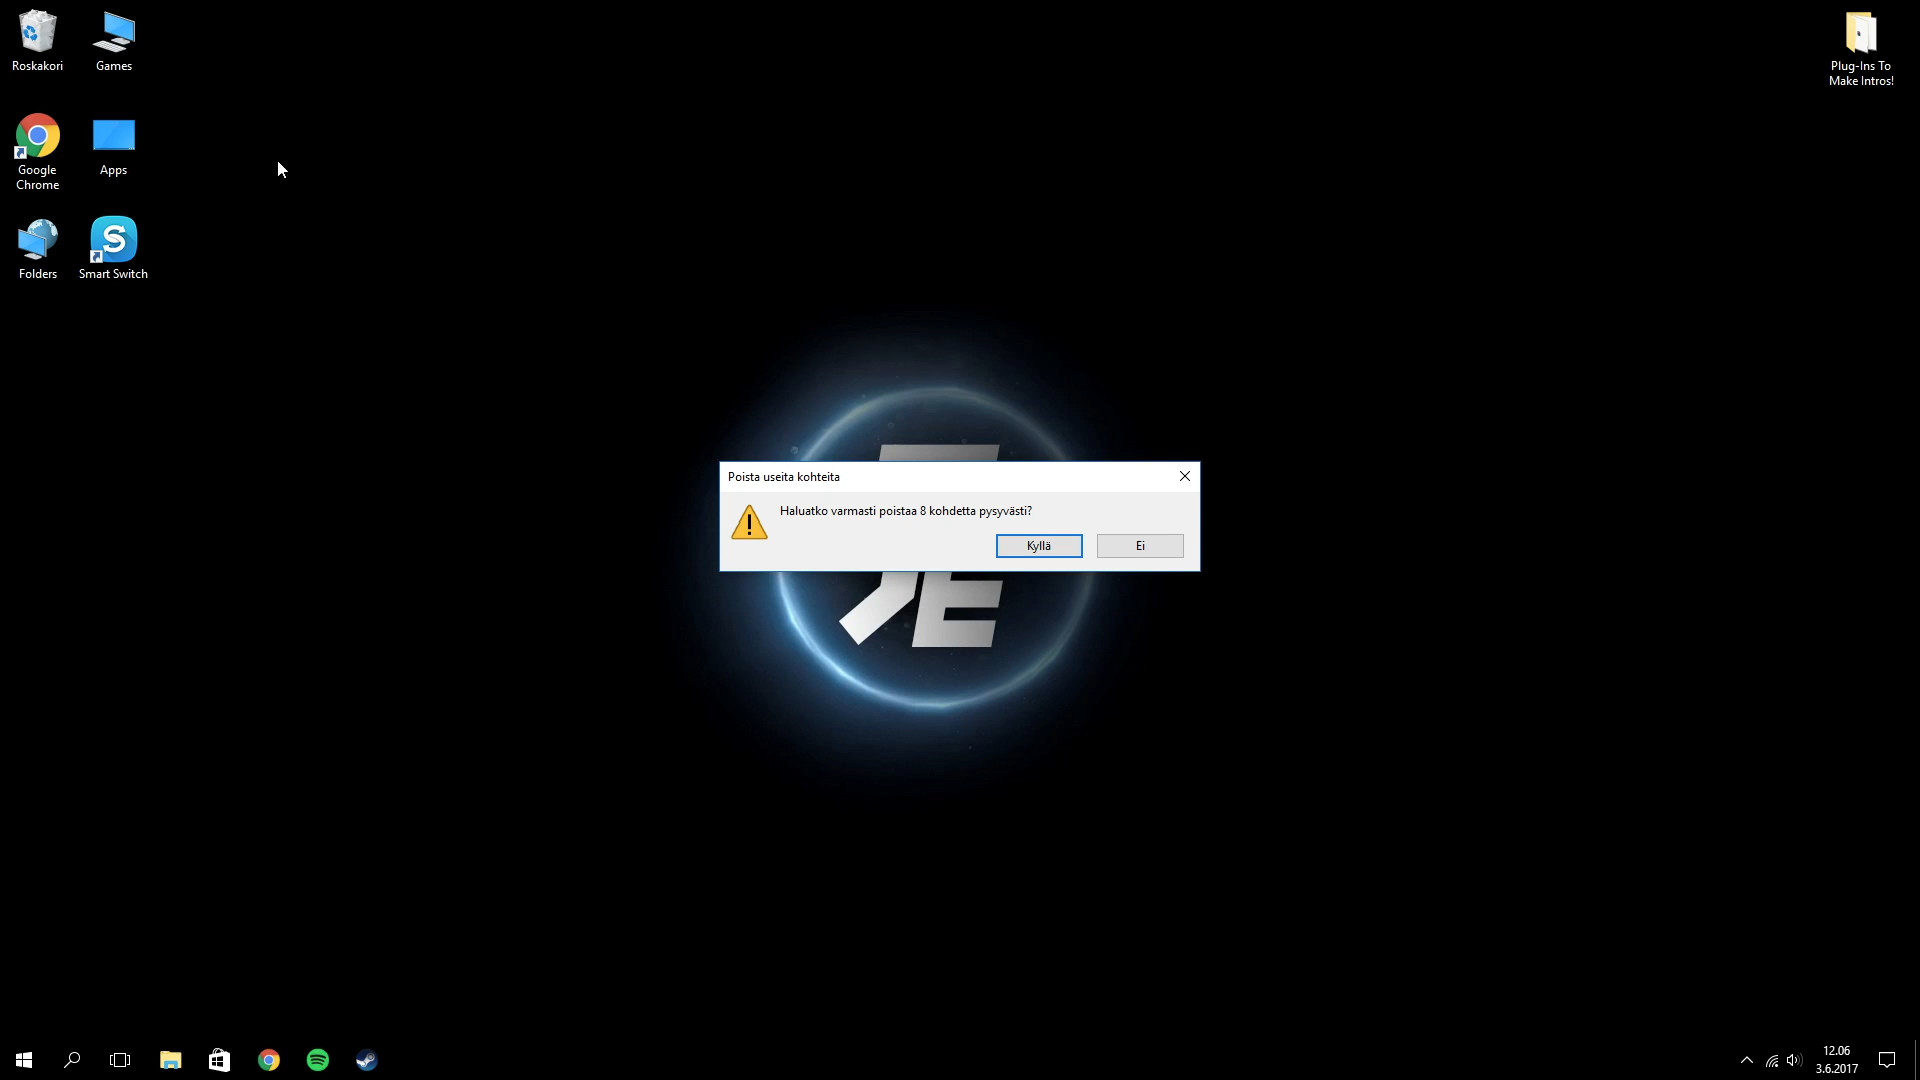 Roskakori
Games
Plug-Ins To
Make Intros!
Google
Chrome
Apps
Folders
Smart Switch
Poista useita kohteita
Haluatko varmasti poistaa 8 kohdetta pysyvästi?
Kyllä
Ei
12.06
3.6.2017